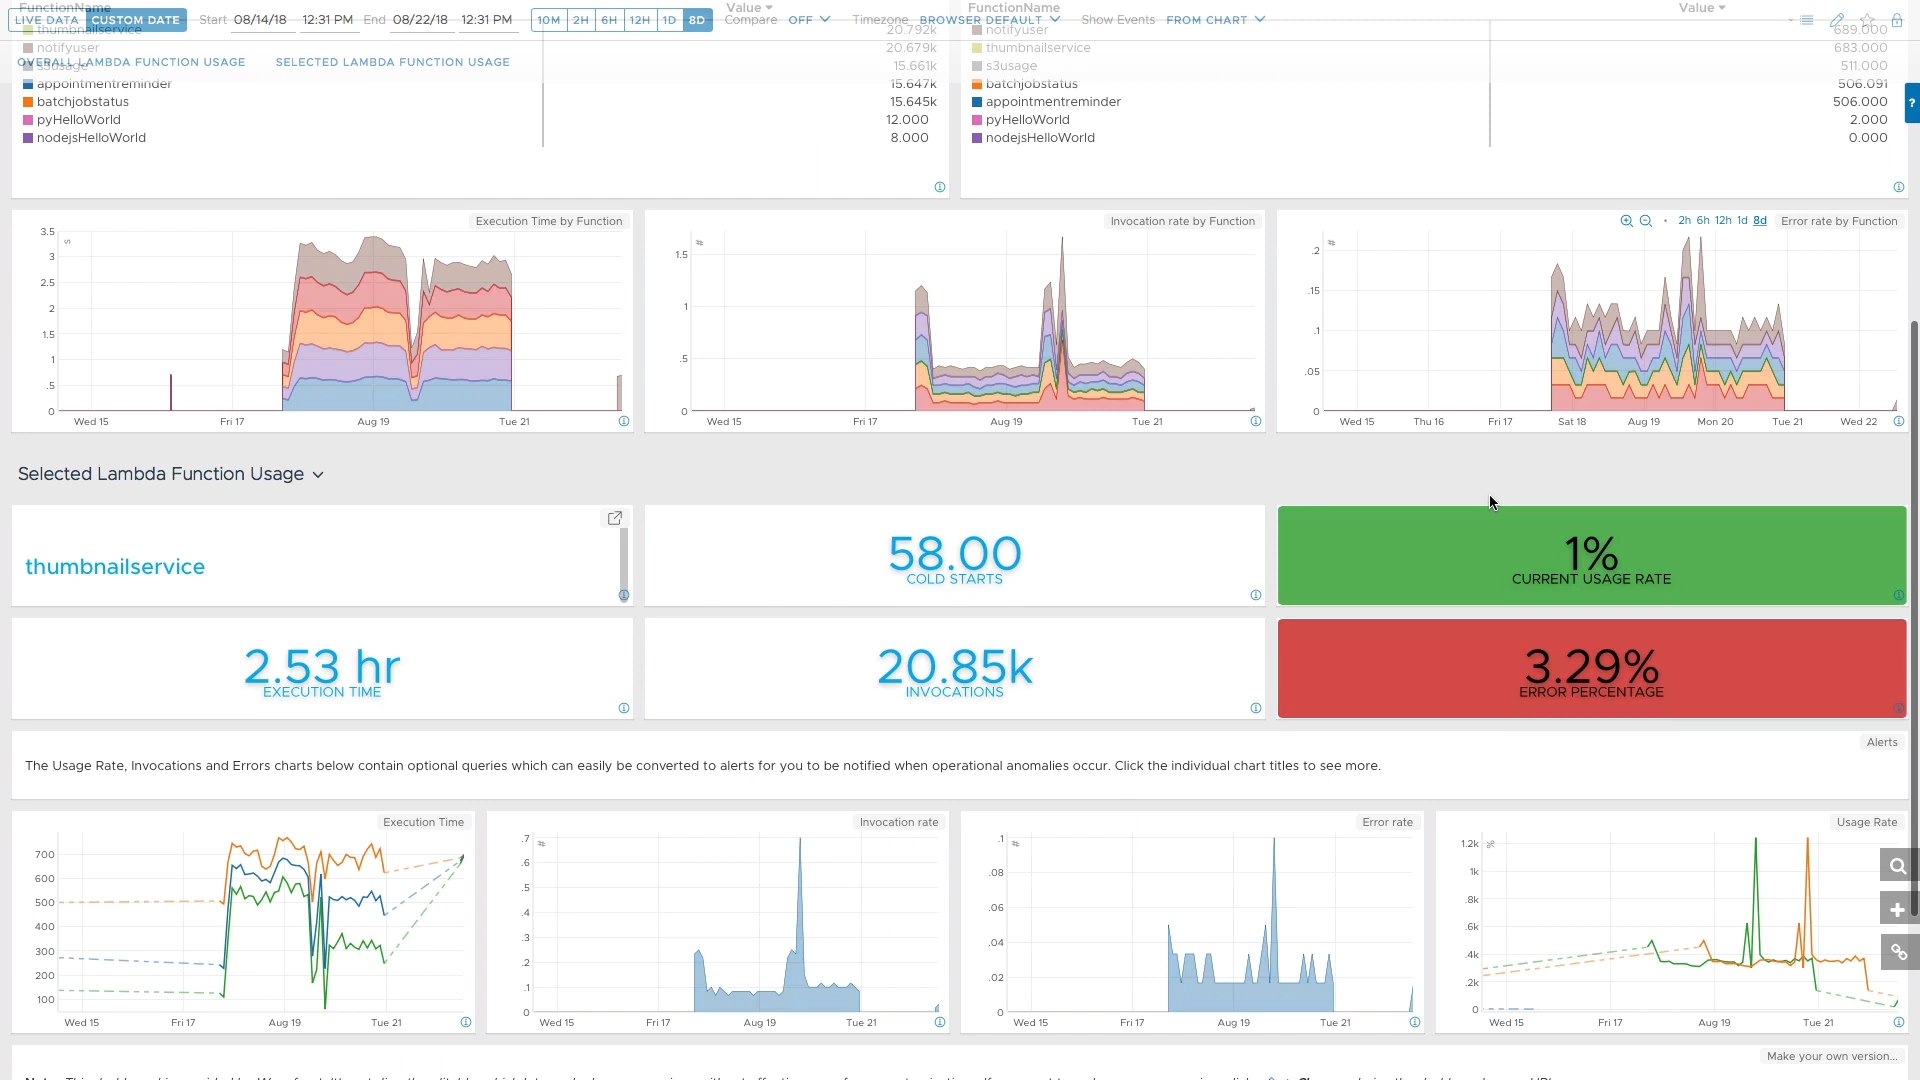 FunctionName Value FunctionName Value
LIVE DATA CUSTOM DATE Start 08/14/18 12:31 PM End 08/22/18 12:31 PM 10M 2H 6H 12H 1D 8D Compare OFF Timezone BROWSER DEFAULT Show Events FROM CHART
thumbnailservice 20.792k notifyuser 689.000
notifyuser 20.679k thumbnailservice 683.000
OVERALL LAMBDA FUNCTION USAGE SELECTED LAMBDA FUNCTION USAGE
s3usage 15.661k s3usage 511.000
appointmentreminder 15.647k batchjobstatus 506.091
batchjobstatus 15.645k appointmentreminder 506.000
pyHelloWorld 12.000 pyHelloWorld 2.000
nodejsHelloWorld 8.000 nodejsHelloWorld 0.000
?
Execution Time by Function
s
3.5
3
2.5
2
1.5
1
.5
0
Wed 15 Fri 17 Aug 19 Tue 21
Invocation rate by Function
#
1.5
1
.5
0
Wed 15 Fri 17 Aug 19 Tue 21
2h 6h 12h 1d 8d Error rate by Function
#
.2
.15
.1
.05
0
Wed 15 Thu 16 Fri 17 Sat 18 Aug 19 Mon 20 Tue 21 Wed 22
Selected Lambda Function Usage
thumbnailservice
58.00
COLD STARTS
1%
CURRENT USAGE RATE
2.53 hr
EXECUTION TIME
20.85k
INVOCATIONS
3.29%
ERROR PERCENTAGE
Alerts
The Usage Rate, Invocations and Errors charts below contain optional queries which can easily be converted to alerts for you to be notified when operational anomalies occur. Click the individual chart titles to see more.
Execution Time
700
600
500
400
300
200
100
Wed 15 Fri 17 Aug 19 Tue 21
Invocation rate
#
.7
.6
.5
.4
.3
.2
.1
0
Wed 15 Fri 17 Aug 19 Tue 21
Error rate
#
.1
.08
.06
.04
.02
0
Wed 15 Fri 17 Aug 19 Tue 21
Usage Rate
%
1.2k
1k
.8k
.6k
.4k
.2k
0
Wed 15 Fri 17 Aug 19 Tue 21
Make your own version...